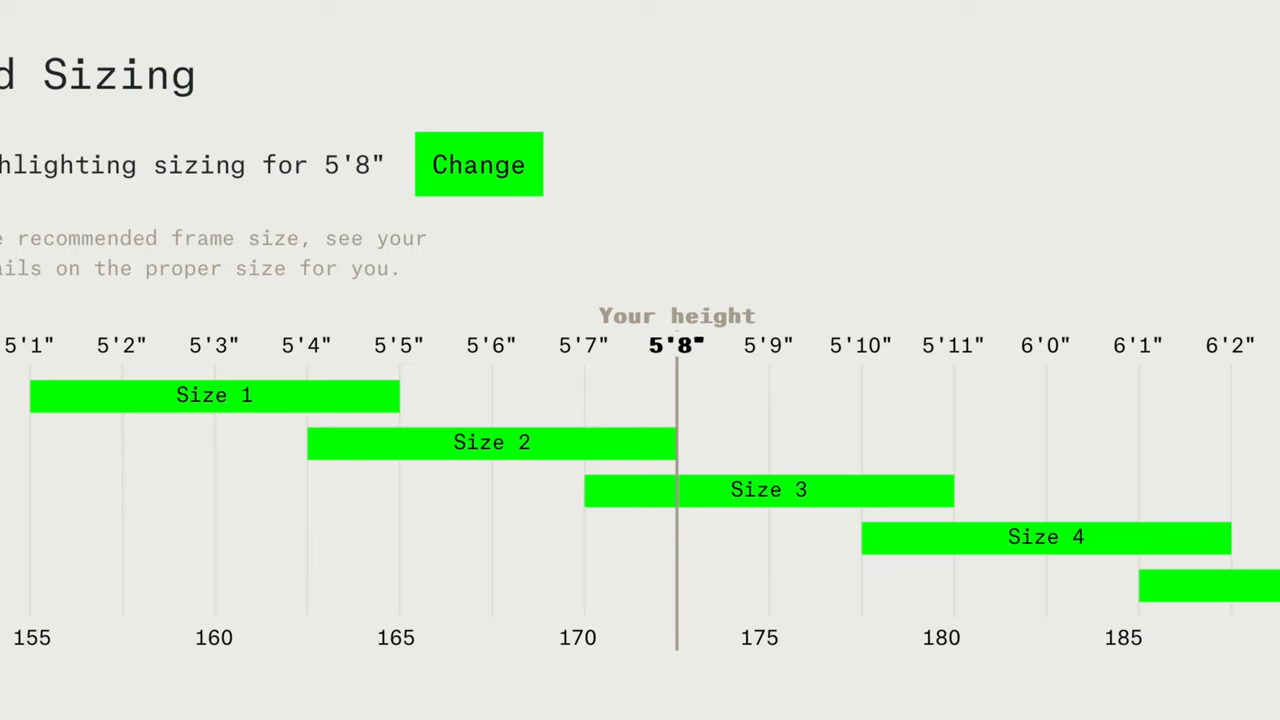 d Sizing
hlighting sizing for 5'8" Change
e recommended frame size, see your
ails on the proper size for you.
Your height
5'1" 5'2" 5'3" 5'4" 5'5" 5'6" 5'7" 5'8" 5'9" 5'10" 5'11" 6'0" 6'1" 6'2"
Size 1
Size 2
Size 3
Size 4
155 160 165 170 175 180 185